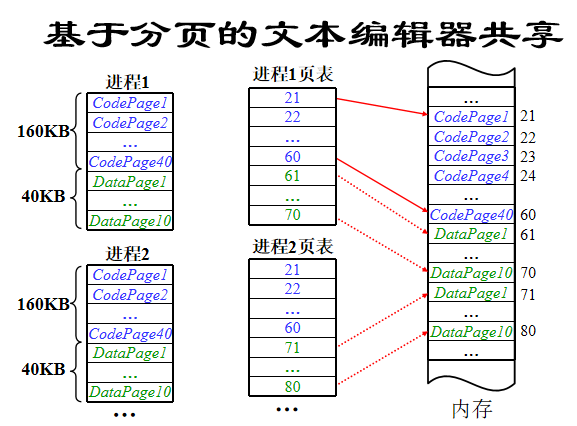 基于分页的文本编辑器共享
进程1
160KB
40KB
CodePage1
CodePage2
...
CodePage40
DataPage1
...
DataPage10
进程2
160KB
40KB
CodePage1
CodePage2
...
CodePage40
DataPage1
...
DataPage10
...
进程1页表
21
22
...
60
61
...
70
进程2页表
21
22
...
60
71
...
80
...
...
CodePage1 21
CodePage2 22
CodePage3 23
CodePage4 24
...
CodePage40 60
DataPage1 61
...
DataPage10 70
DataPage1 71
...
DataPage10 80
...
内存